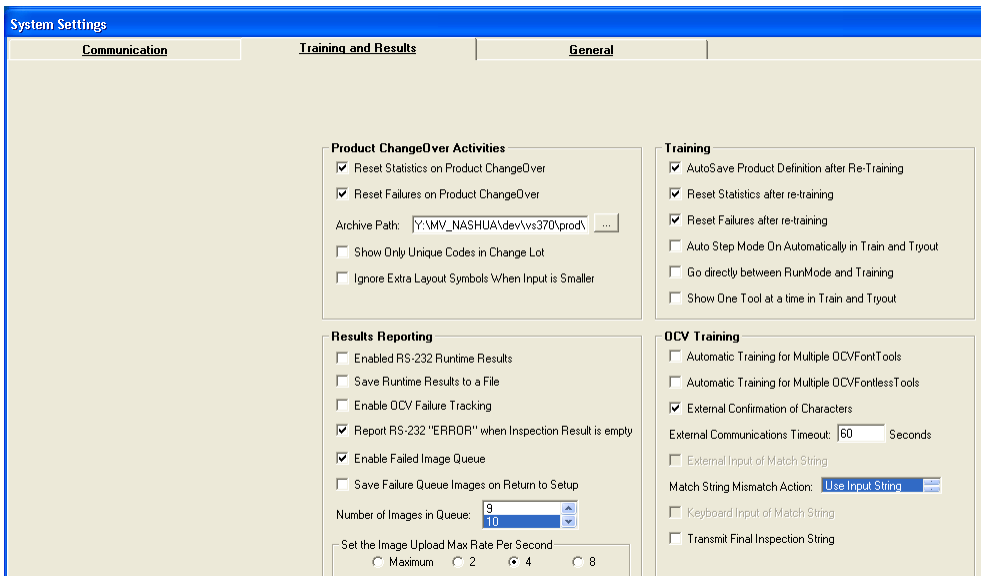 System Settings
Communication
Training and Results
General
Product ChangeOver Activities
Reset Statistics on Product ChangeOver
Reset Failures on Product ChangeOver
Archive Path: Y:\MV_NASHUA\dev\vs370\prod\ ...
Show Only Unique Codes in Change Lot
Ignore Extra Layout Symbols When Input is Smaller
Training
AutoSave Product Definition after Re-Training
Reset Statistics after re-training
Reset Failures after re-training
Auto Step Mode On Automatically in Train and Tryout
Go directly between RunMode and Training
Show One Tool at a time in Train and Tryout
Results Reporting
Enabled RS-232 Runtime Results
Save Runtime Results to a File
Enable OCV Failure Tracking
Report RS-232 "ERROR" when Inspection Result is empty
Enable Failed Image Queue
Save Failure Queue Images on Return to Setup
Number of Images in Queue: 9
10
Set the Image Upload Max Rate Per Second
Maximum 2 4 8
OCV Training
Automatic Training for Multiple OCVFontTools
Automatic Training for Multiple OCVFontlessTools
External Confirmation of Characters
External Communications Timeout: 60 Seconds
External Input of Match String
Match String Mismatch Action: Use Input String
Keyboard Input of Match String
Transmit Final Inspection String